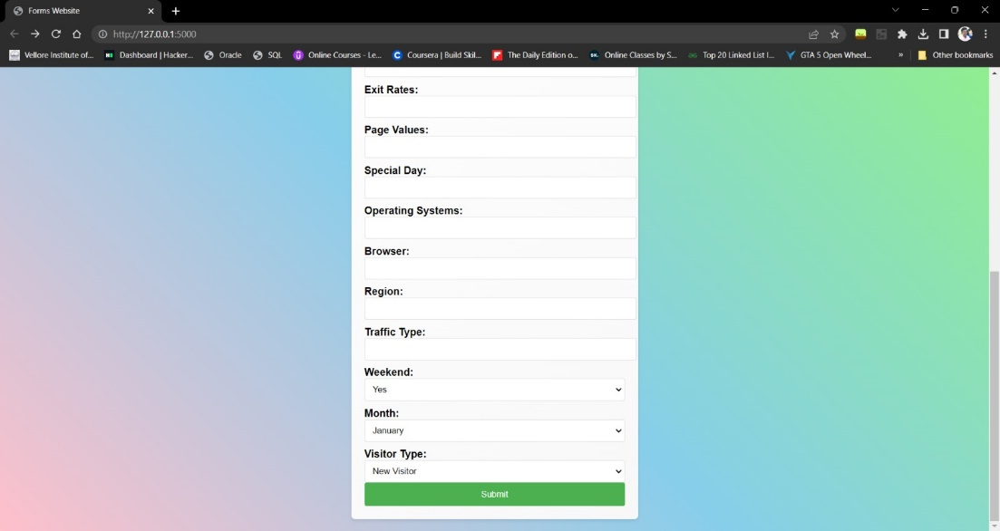 Forms Website
http://127.0.0.1:5000
Vellore Institute of... Dashboard | Hacker... Oracle SQL Online Courses - Le... Coursera | Build Skil... The Daily Edition o... Online Classes by S... Top 20 Linked List I... GTA 5 Open Wheel... » Other bookmarks
Exit Rates:
Page Values:
Special Day:
Operating Systems:
Browser:
Region:
Traffic Type:
Weekend:
Yes
Month:
January
Visitor Type:
New Visitor
Submit